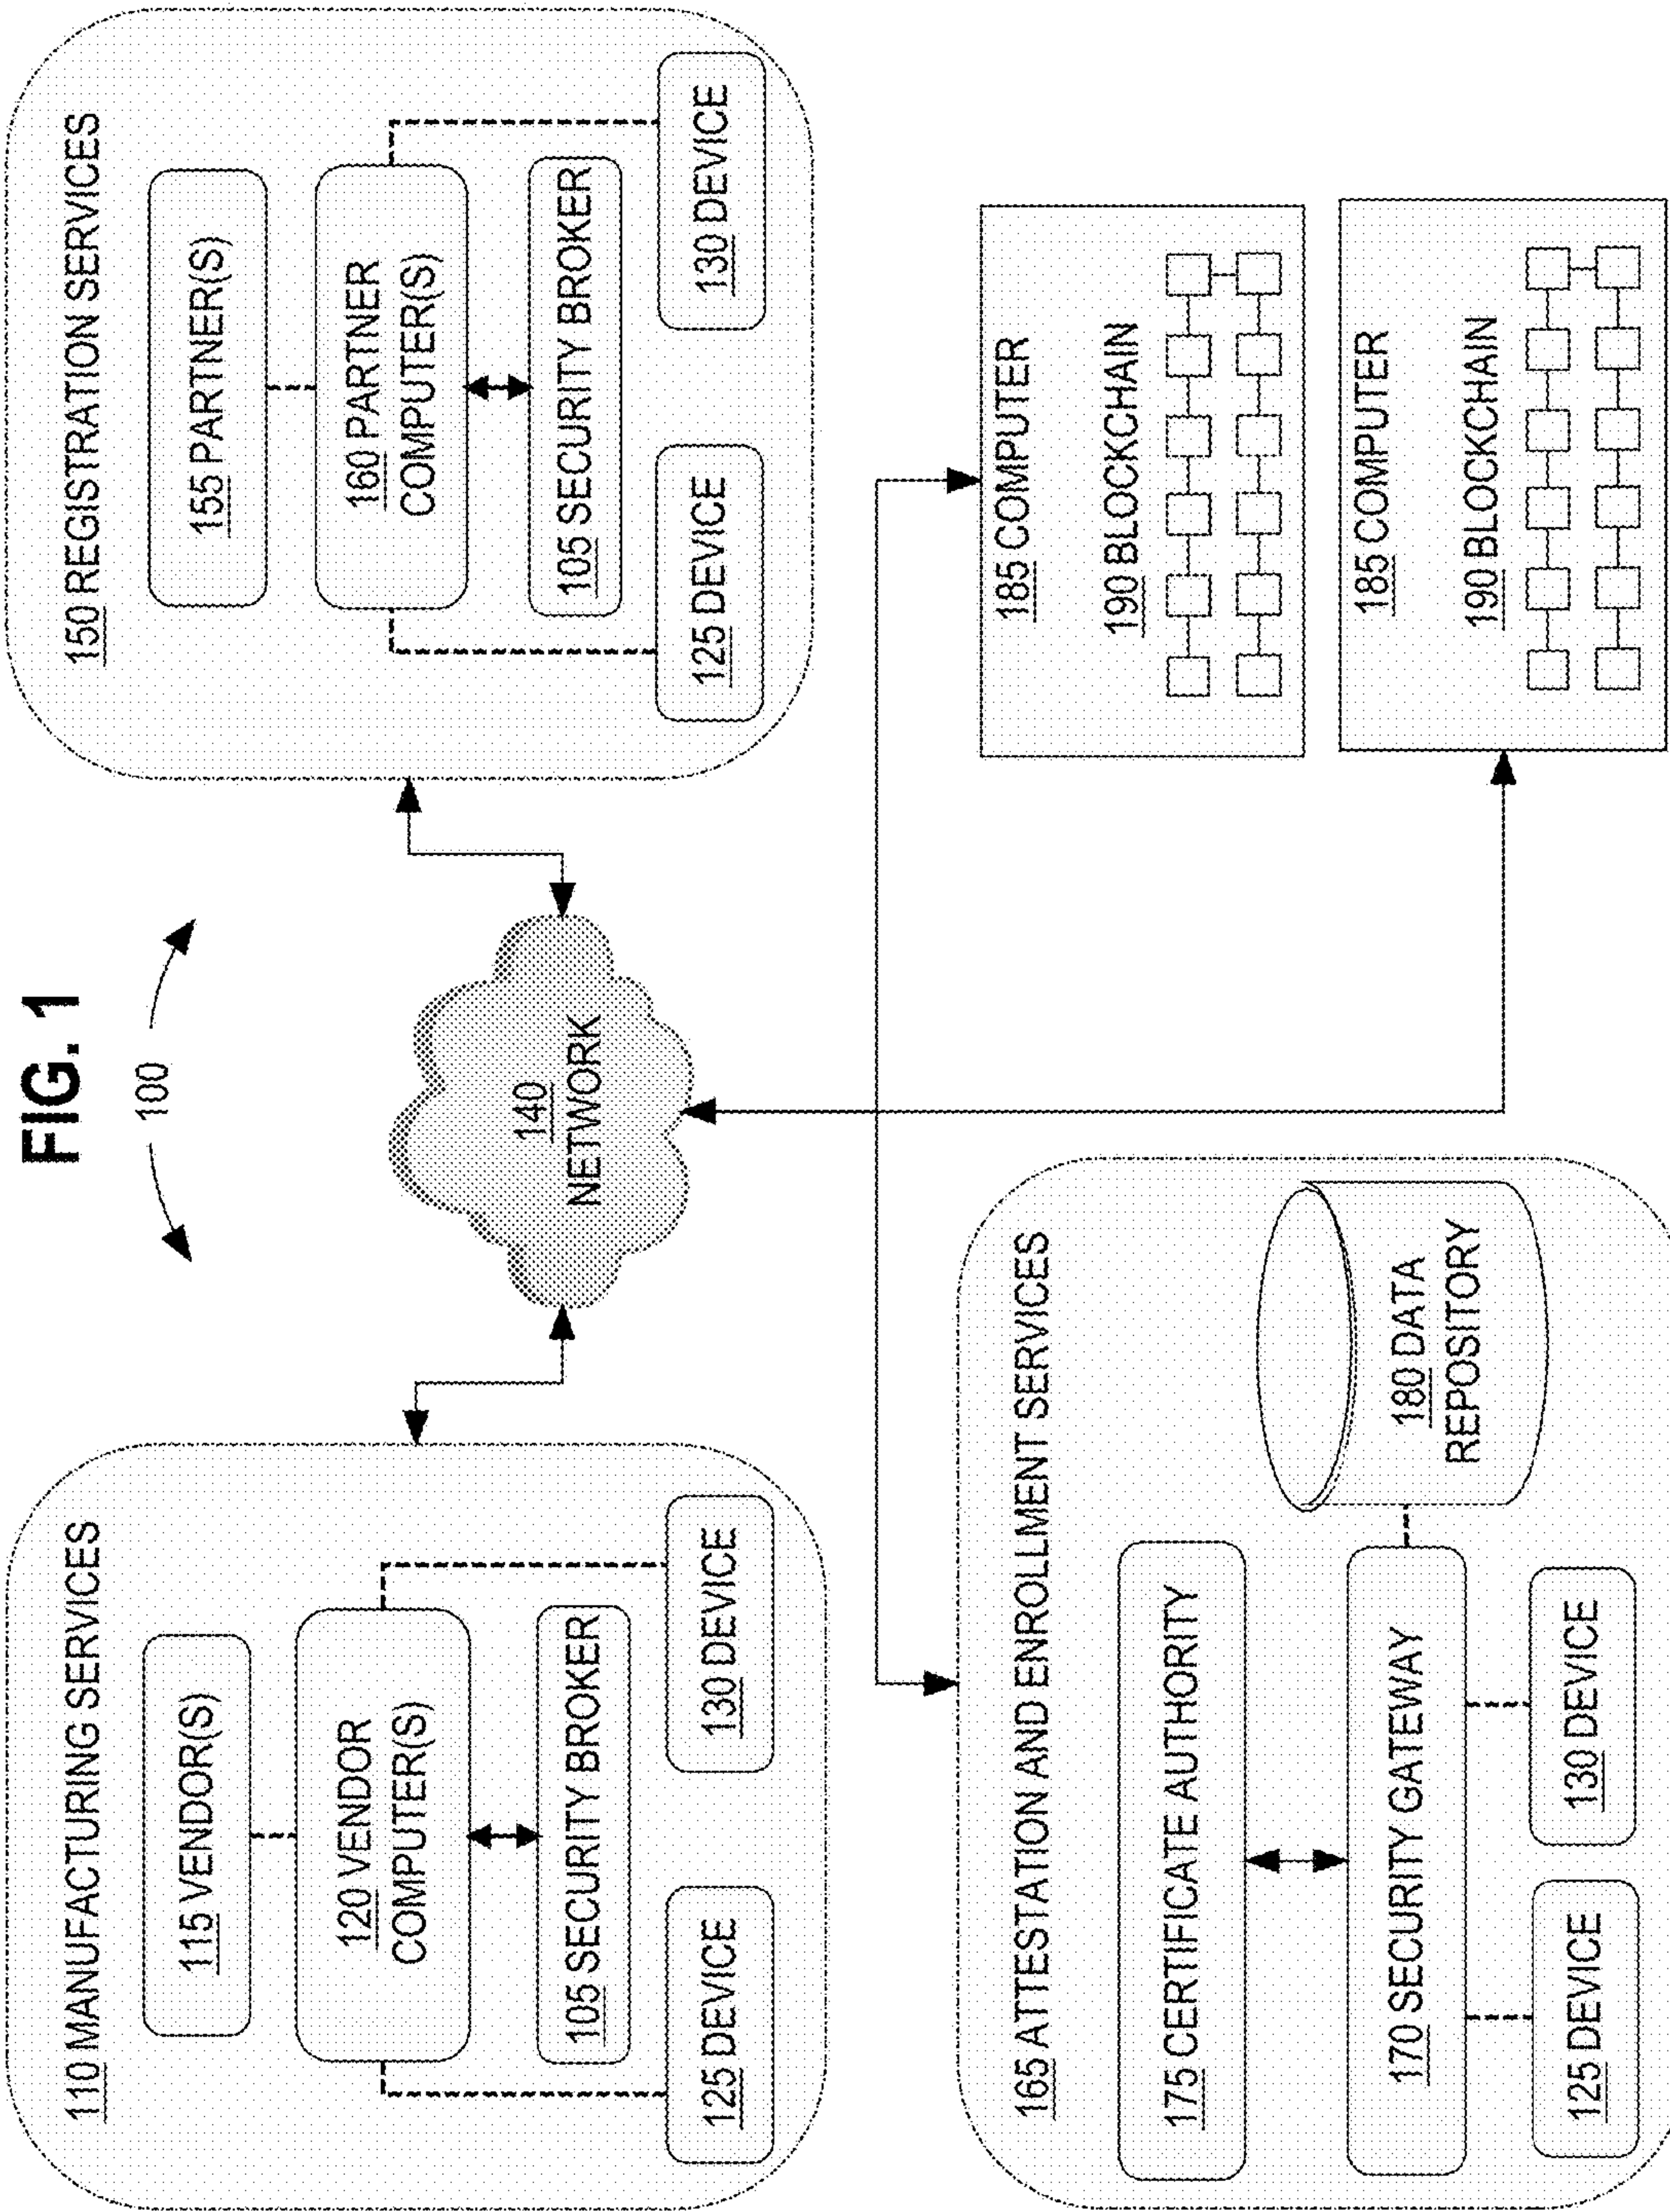 FIG. 1
100
110 MANUFACTURING SERVICES
115 VENDOR(S)
120 VENDOR
COMPUTER(S)
105 SECURITY BROKER
125 DEVICE
130 DEVICE
140
NETWORK
150 REGISTRATION SERVICES
155 PARTNER(S)
160 PARTNER
COMPUTER(S)
105 SECURITY BROKER
125 DEVICE
130 DEVICE
165 ATTESTATION AND ENROLLMENT SERVICES
175 CERTIFICATE AUTHORITY
170 SECURITY GATEWAY
180 DATA
REPOSITORY
125 DEVICE
130 DEVICE
185 COMPUTER
190 BLOCKCHAIN
185 COMPUTER
190 BLOCKCHAIN